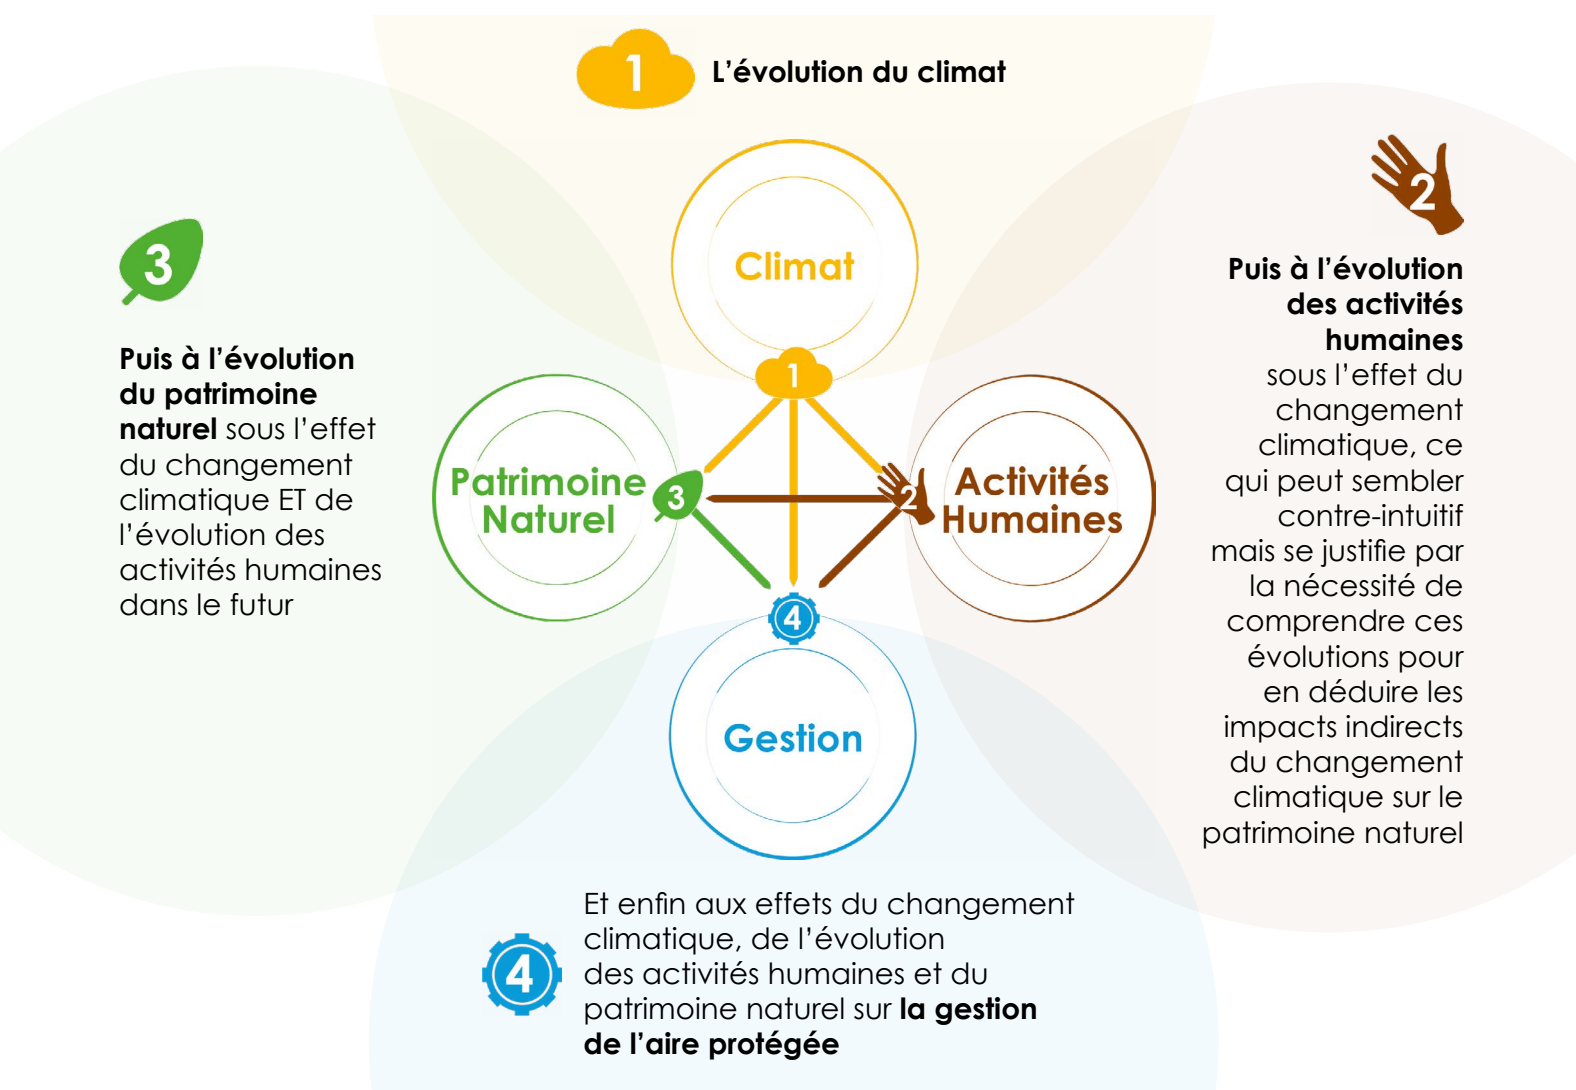 1
L'évolution du climat
2
Puis à l'évolution
des activités
humaines
sous l'effet du
changement
climatique, ce
qui peut sembler
contre-intuitif
mais se justifie par
la nécessité de
comprendre ces
évolutions pour
en déduire les
impacts indirects
du changement
climatique sur le
patrimoine naturel
3
Puis à l'évolution
du patrimoine
naturel sous l'effet
du changement
climatique ET de
l'évolution des
activités humaines
dans le futur
Climat
1
Patrimoine
Naturel
3
2
Activités
Humaines
4
Gestion
4
Et enfin aux effets du changement
climatique, de l'évolution
des activités humaines et du
patrimoine naturel sur la gestion
de l'aire protégée